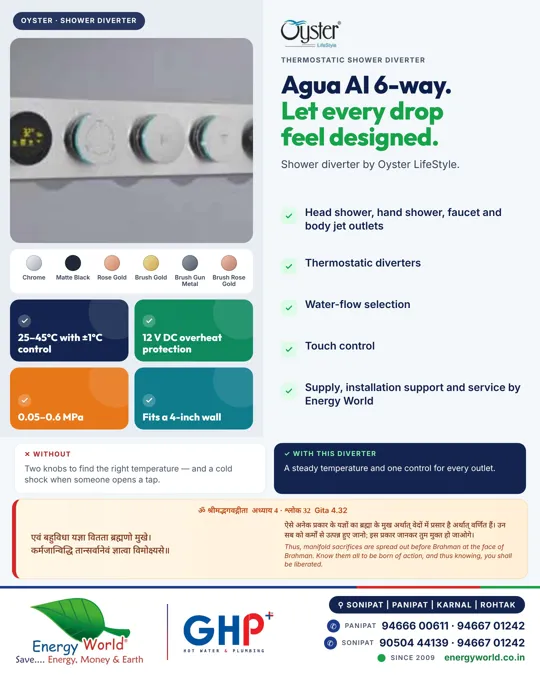 OYSTER · SHOWER DIVERTER
Oyster®
LifeStyle
THERMOSTATIC SHOWER DIVERTER
Agua AI 6-way.
Let every drop
feel designed.
Shower diverter by Oyster LifeStyle.
Head shower, hand shower, faucet and
body jet outlets
Thermostatic diverters
Water-flow selection
Touch control
Supply, installation support and service by
Energy World
Chrome
Matte Black
Rose Gold
Brush Gold
Brush Gun
Metal
Brush Rose
Gold
25–45°C with ±1°C
control
12 V DC overheat
protection
0.05–0.6 MPa
Fits a 4-inch wall
✕ WITHOUT
Two knobs to find the right temperature — and a cold
shock when someone opens a tap.
✓ WITH THIS DIVERTER
A steady temperature and one control for every outlet.
ॐ श्रीमद्भगवद्गीता अध्याय 4 · श्लोक 32 Gita 4.32
एवं बहुविधा यज्ञा वितता ब्रह्मणो मुखे।
कर्मजान्विद्धि तान्सर्वानेवं ज्ञात्वा विमोक्ष्यसे॥
ऐसे अनेक प्रकार के यज्ञों का ब्रह्मा के मुख अर्थात् वेदों में प्रसार है अर्थात् वर्णित हैं। उन
सब को कर्मों से उत्पन्न हुए जानो; इस प्रकार जानकर तुम मुक्त हो जाओगे।
Thus, manifold sacrifices are spread out before Brahman at the face of
Brahman. Know them all to be born of action, and thus knowing, you shall
be liberated.
Energy World
Save.... Energy, Money & Earth
GHP+
HOT WATER & PLUMBING
SONIPAT | PANIPAT | KARNAL | ROHTAK
PANIPAT 94666 00611 · 94667 01242
SONIPAT 90504 44139 · 94667 01242
SINCE 2009 energyworld.co.in